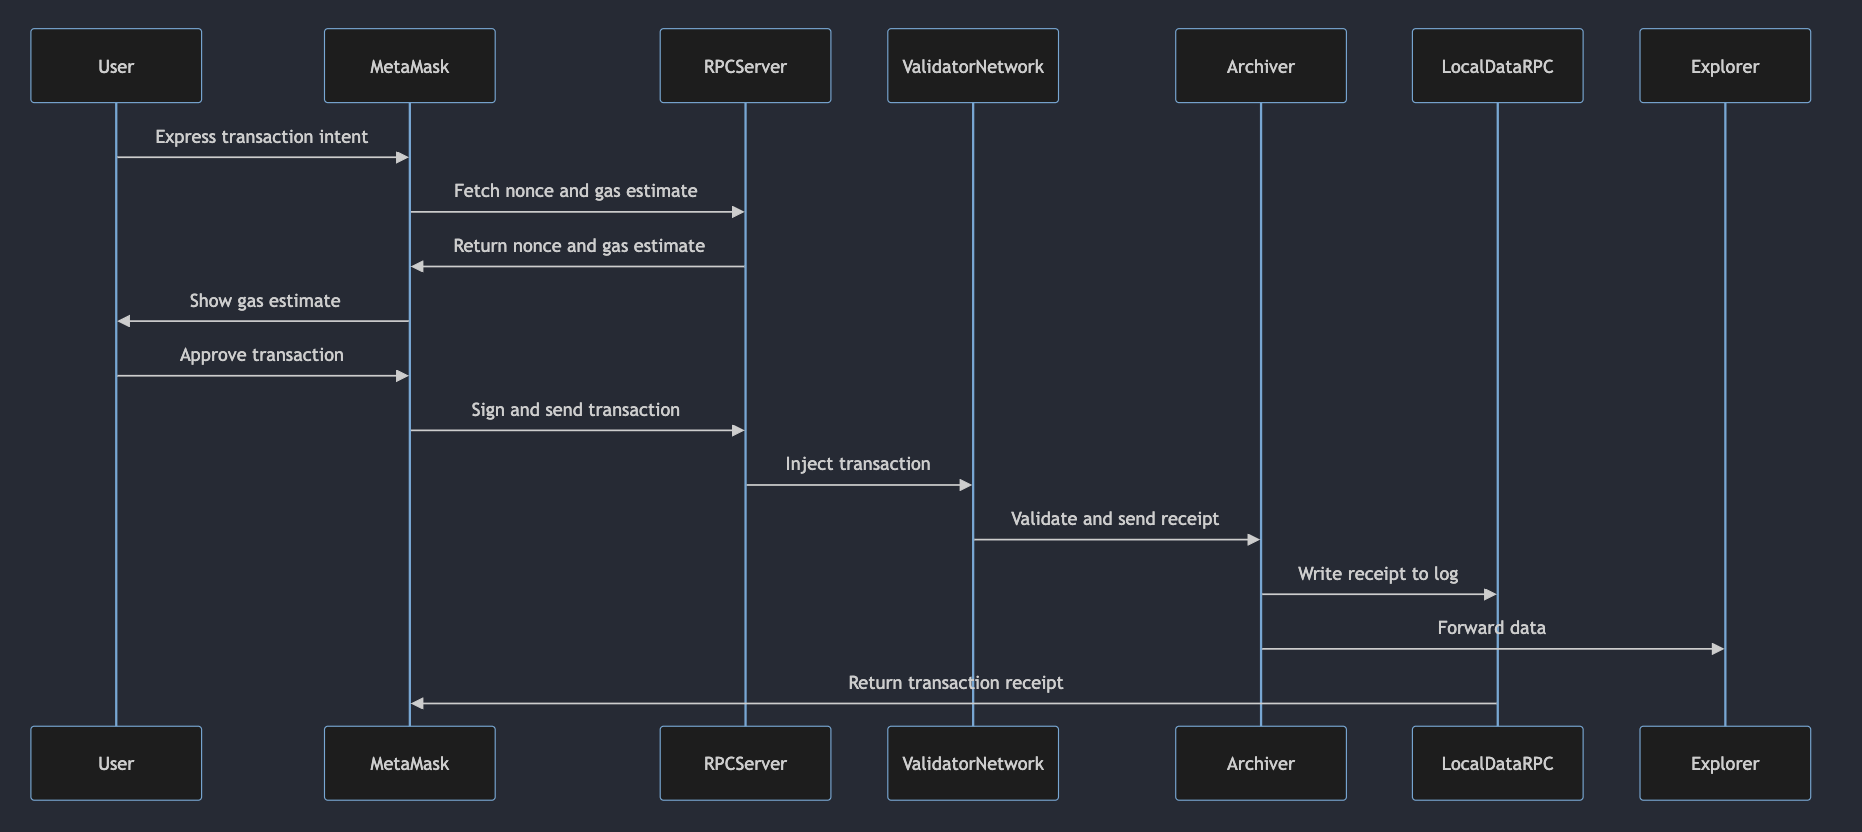 User
MetaMask
RPCServer
ValidatorNetwork
Archiver
LocalDataRPC
Explorer
Express transaction intent
Fetch nonce and gas estimate
Return nonce and gas estimate
Show gas estimate
Approve transaction
Sign and send transaction
Inject transaction
Validate and send receipt
Write receipt to log
Forward data
Return transaction receipt
User
MetaMask
RPCServer
ValidatorNetwork
Archiver
LocalDataRPC
Explorer